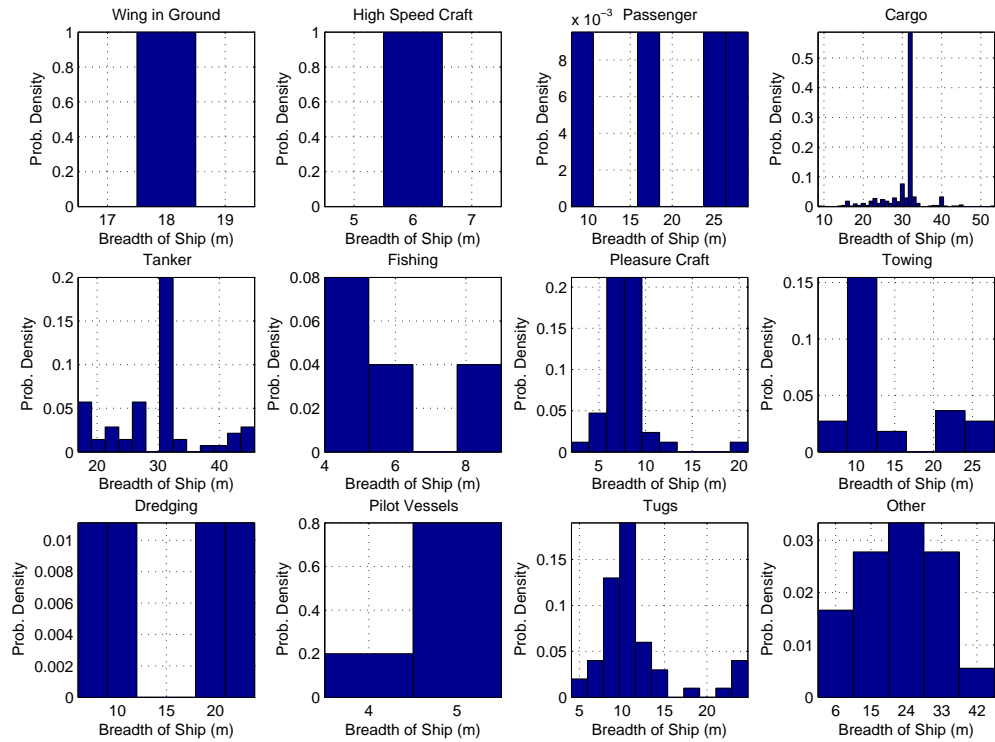 Wing in Ground
1
0.8
0.6
0.4
0.2
0
Prob. Density
17 18 19
Breadth of Ship (m)
High Speed Craft
1
0.8
0.6
0.4
0.2
0
Prob. Density
5 6 7
Breadth of Ship (m)
Passenger
x 10⁻³
8
6
4
2
0
Prob. Density
10 15 20 25
Breadth of Ship (m)
Cargo
0.5
0.4
0.3
0.2
0.1
0
Prob. Density
10 20 30 40 50
Breadth of Ship (m)
Tanker
0.2
0.15
0.1
0.05
0
Prob. Density
20 30 40
Breadth of Ship (m)
Fishing
0.08
0.06
0.04
0.02
0.00
Prob. Density
4 6 8
Breadth of Ship (m)
Pleasure Craft
0.2
0.15
0.1
0.05
0
Prob. Density
5 10 15 20
Breadth of Ship (m)
Towing
0.15
0.1
0.05
0
Prob. Density
10 15 20 25
Breadth of Ship (m)
Dredging
0.01
0.008
0.006
0.004
0.002
0
Prob. Density
10 20
Breadth of Ship (m)
Pilot Vessels
0.8
0.6
0.4
0.2
0
Prob. Density
4 5
Breadth of Ship (m)
Tugs
0.15
0.1
0.05
0
Prob. Density
5 10 15 20
Breadth of Ship (m)
Other
0.03
0.02
0.01
0
Prob. Density
6 15 24 33 42
Breadth of Ship (m)